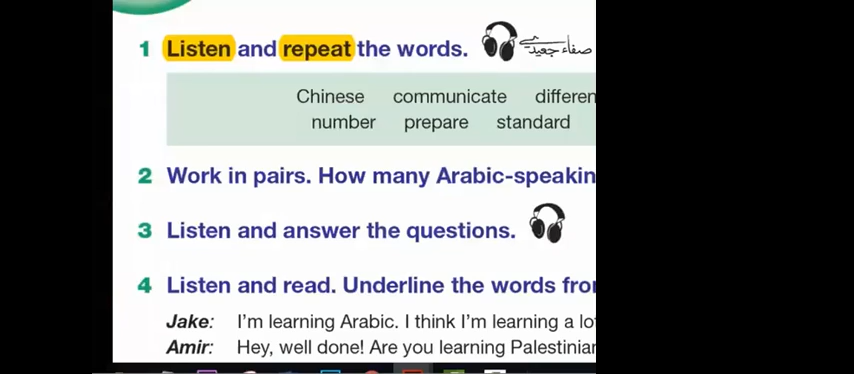 1 Listen and repeat the words. صفاء جعيدي
Chinese communicate differen
number prepare standard
2 Work in pairs. How many Arabic-speakin
3 Listen and answer the questions.
4 Listen and read. Underline the words fro
Jake: I'm learning Arabic. I think I'm learning a lo
Amir: Hey, well done! Are you learning Palestinian